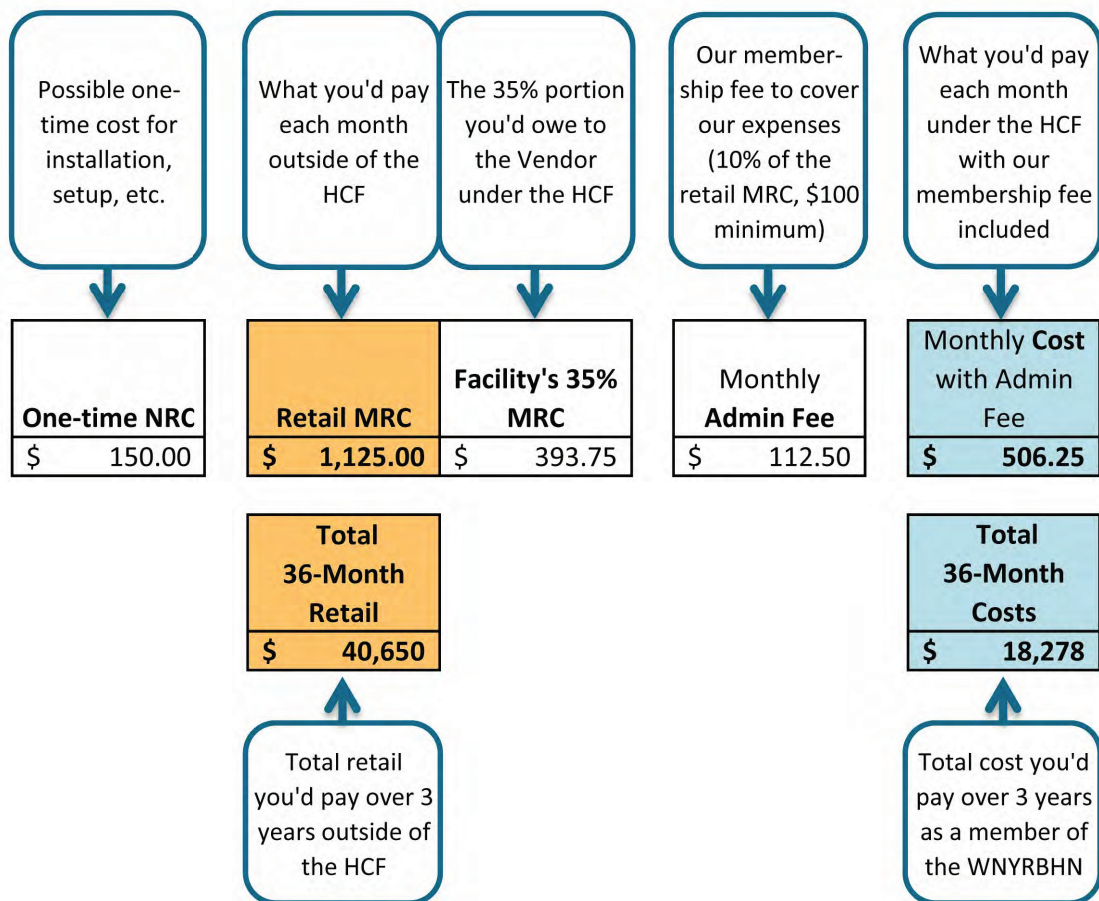 Possible one-
time cost for
installation,
setup, etc.
What you'd pay
each month
outside of the
HCF
The 35% portion
you'd owe to
the Vendor
under the HCF
Our member-
ship fee to cover
our expenses
(10% of the
retail MRC, $100
minimum)
What you'd pay
each month
under the HCF
with our
membership fee
included
One-time NRC
$ 150.00
Retail MRC
$ 1,125.00
Facility's 35%
MRC
$ 393.75
Monthly
Admin Fee
$ 112.50
Monthly Cost
with Admin
Fee
$ 506.25
Total
36-Month
Retail
$ 40,650
Total
36-Month
Costs
$ 18,278
Total retail
you'd pay over 3
years outside of
the HCF
Total cost you'd
pay over 3 years
as a member of
the WNYRBHN